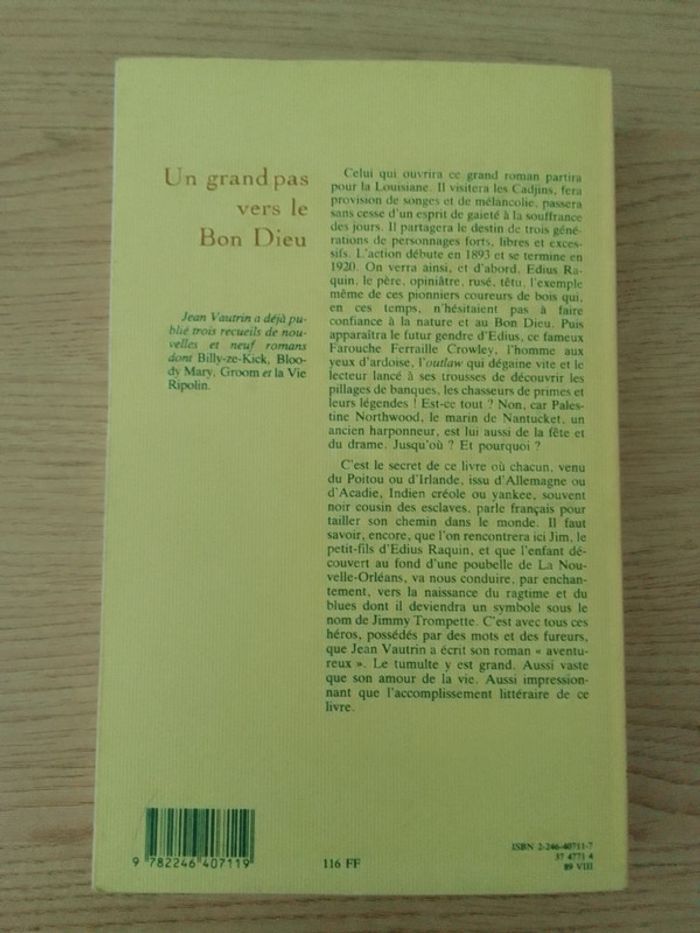 Un grand pas
vers le
Bon Dieu
Jean Vautrin a déjà pu-
blié trois recueils de nou-
velles et neuf romans
dont Billy-ze-Kick, Bloo-
dy Mary, Groom et la Vie
Ripolin.
Celui qui ouvrira ce grand roman partira
pour la Louisiane. Il visitera les Cadjins, fera
provision de songes et de mélancolie, passera
sans cesse d'un esprit de gaieté à la souffrance
des jours. Il partagera le destin de trois géné-
rations de personnages forts, libres et exces-
sifs. L'action débute en 1893 et se termine en
1920. On verra ainsi, et d'abord, Edius Ra-
quin, le père, opiniâtre, rusé, têtu, l'exemple
même de ces pionniers coureurs de bois qui,
en ces temps, n'hésitaient pas à faire
confiance à la nature et au Bon Dieu. Puis
apparaîtra le futur gendre d'Edius, ce fameux
Farouche Ferraille Crowley, l'homme aux
yeux d'ardoise, l'outlaw qui dégaine vite et le
lecteur lancé à ses trousses de découvrir les
pillages de banques, les chasseurs de primes et
leurs légendes ! Est-ce tout ? Non, car Pales-
tine Northwood, le marin de Nantucket, un
ancien harponneur, est lui aussi de la fête et
du drame. Jusqu'où ? Et pourquoi ?
C'est le secret de ce livre où chacun, venu
du Poitou ou d'Irlande, issu d'Allemagne ou
d'Acadie, Indien créole ou yankee, souvent
noir cousin des esclaves, parle français pour
tailler son chemin dans le monde. Il faut
savoir, encore, que l'on rencontrera ici Jim, le
petit-fils d'Edius Raquin, et que l'enfant dé-
couvert au fond d'une poubelle de La Nou-
velle-Orléans, va nous conduire, par enchan-
tement, vers la naissance du ragtime et du
blues dont il deviendra un symbole sous le
nom de Jimmy Trompette. C'est avec tous ces
héros, possédés par des mots et des fureurs,
que Jean Vautrin a écrit son roman « aventu-
reux ». Le tumulte y est grand. Aussi vaste
que son amour de la vie. Aussi impression-
nant que l'accomplissement littéraire de ce
livre.
9 782246 407119
116 FF
ISBN 2-246-40711-7
37 4771 4
89 VIII